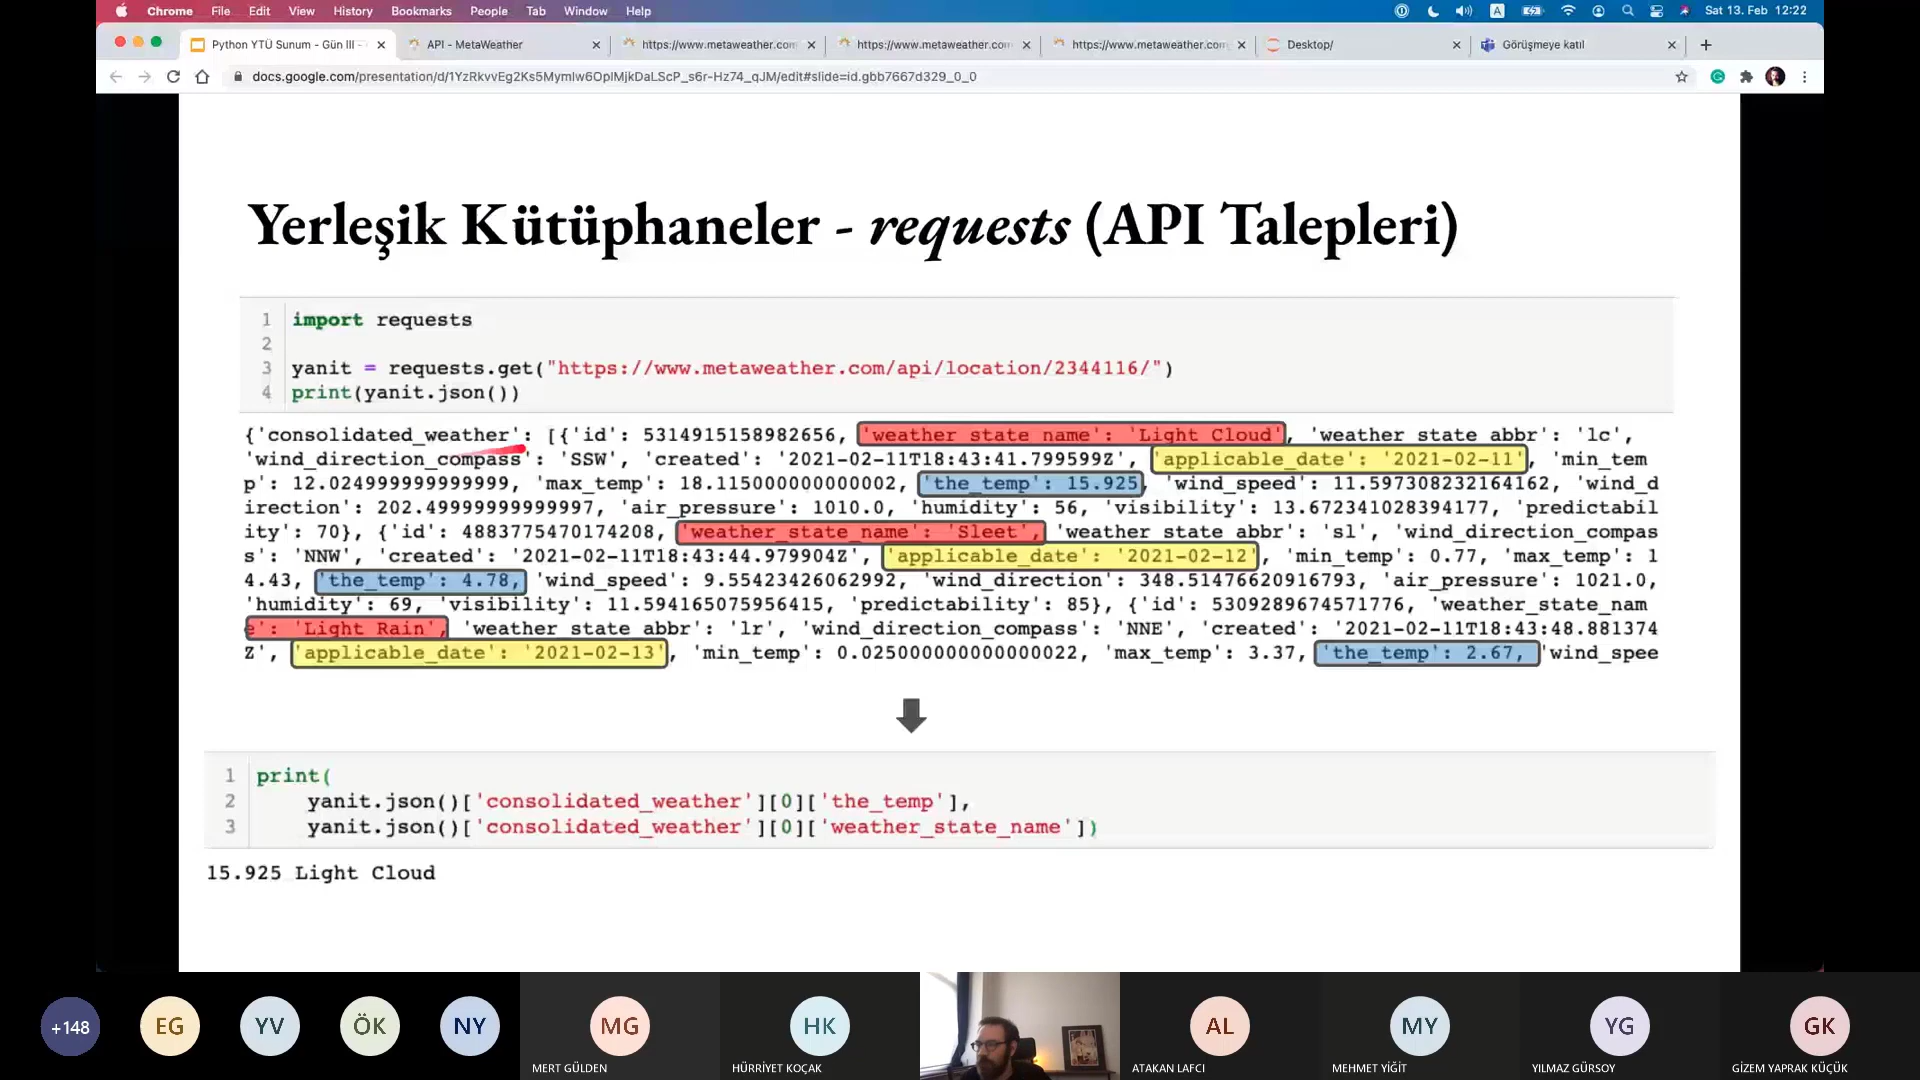 Chrome File Edit View History Bookmarks People Tab Window Help
A
Sat 13. Feb 12:22
Python YTÜ Sunum - Gün III -
API - MetaWeather
https://www.metaweather.com
https://www.metaweather.com
https://www.metaweather.com
Desktop/
Görüşmeye katıl
Yerleşik Kütüphaneler - requests (API Talepleri)
1 import requests
2
3 yanit = requests.get("https://www.metaweather.com/api/location/2344116/")
4 print(yanit.json())
{'consolidated_weather': [{'id': 5314915158982656, 'weather_state_name': 'Light Cloud', 'weather_state_abbr': 'lc',
'wind_direction_compass': 'SSW', 'created': '2021-02-11T18:43:41.799599Z', 'applicable_date': '2021-02-11', 'min_tem
p': 12.024999999999999, 'max_temp': 18.115000000000002, 'the_temp': 15.925, 'wind_speed': 11.597308232164162, 'wind_d
irection': 202.49999999999997, 'air_pressure': 1010.0, 'humidity': 56, 'visibility': 13.672341028394177, 'predictabil
ity': 70}, {'id': 4883775470174208, 'weather_state_name': 'Sleet', 'weather_state_abbr': 'sl', 'wind_direction_compas
s': 'NNW', 'created': '2021-02-11T18:43:44.979904Z', 'applicable_date': '2021-02-12', 'min_temp': 0.77, 'max_temp': 1
4.43, 'the_temp': 4.78, 'wind_speed': 9.55423426062992, 'wind_direction': 348.51476620916793, 'air_pressure': 1021.0,
'humidity': 69, 'visibility': 11.594165075956415, 'predictability': 85}, {'id': 5309289674571776, 'weather_state_nam
e': 'Light Rain', 'weather_state_abbr': 'lr', 'wind_direction_compass': 'NNE', 'created': '2021-02-11T18:43:48.881374
Z', 'applicable_date': '2021-02-13', 'min_temp': 0.025000000000000022, 'max_temp': 3.37, 'the_temp': 2.67, 'wind_spee
1 print(
2 yanit.json()['consolidated_weather'][0]['the_temp'],
3 yanit.json()['consolidated_weather'][0]['weather_state_name'])
15.925 Light Cloud
+148
EG
YV
ÖK
NY
MG
HK
AL
MY
YG
GK
MERT GÜLDEN
HÜRRİYET KOÇAK
ATAKAN LAFCI
MEHMET YİĞİT
YILMAZ GÜRSOY
GİZEM YAPRAK KÜÇÜK